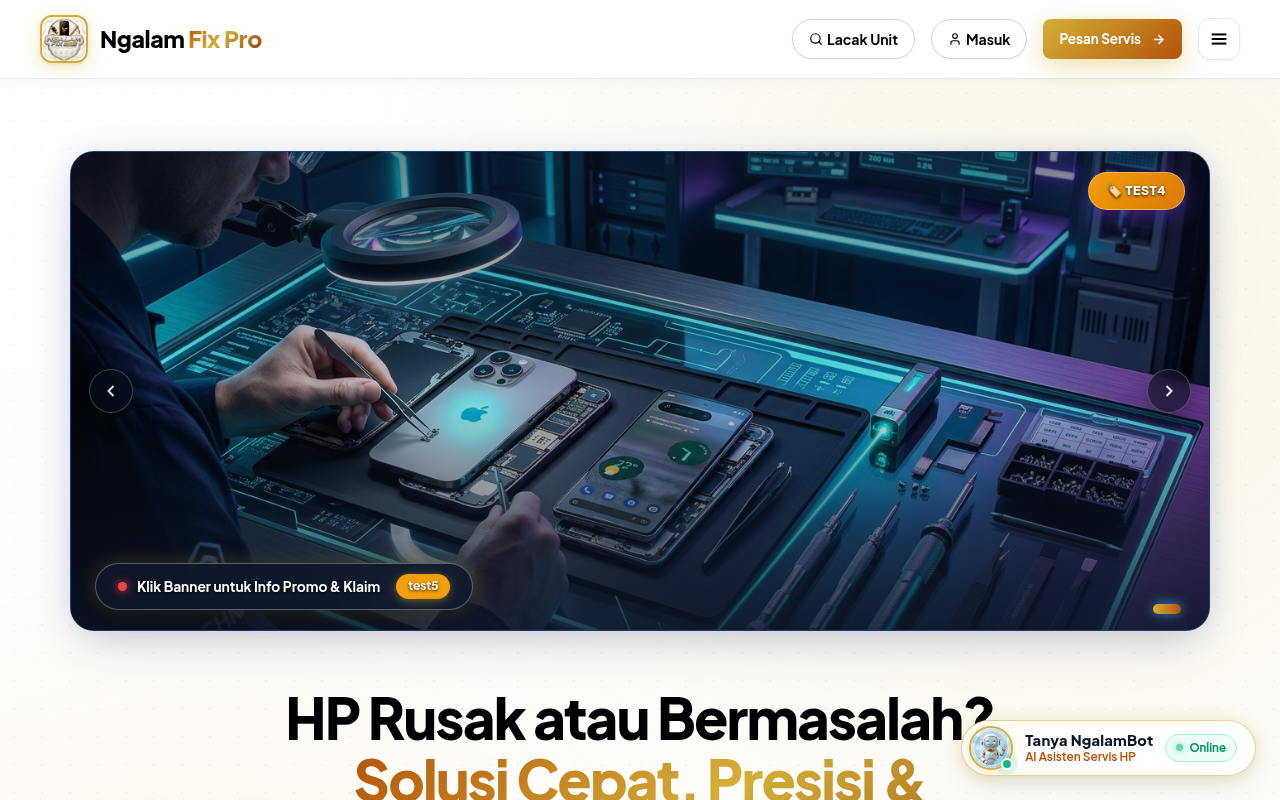 Ngalam Fix Pro
Lacak Unit
Masuk
Pesan Servis
TEST4
Klik Banner untuk Info Promo & Klaim
test5
HP Rusak atau Bermasalah?
Solusi Cepat, Presisi &
Tanya NgalamBot
AI Asisten Servis HP
Online